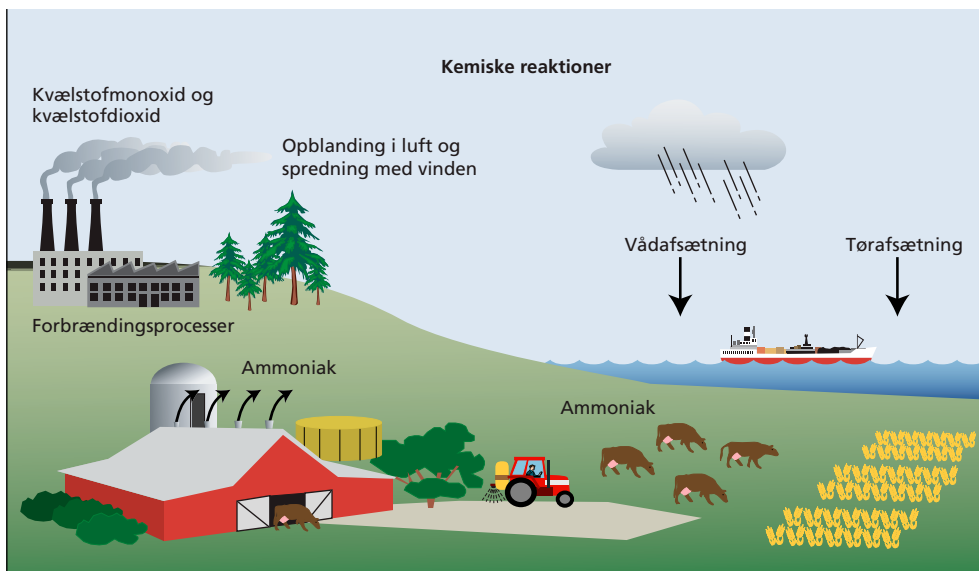 Kemiske reaktioner
Kvælstofmonoxid og
kvælstofdioxid
Opblanding i luft og
spredning med vinden
Vådafsætning
Tørafsætning
Forbrændingsprocesser
Ammoniak
Ammoniak